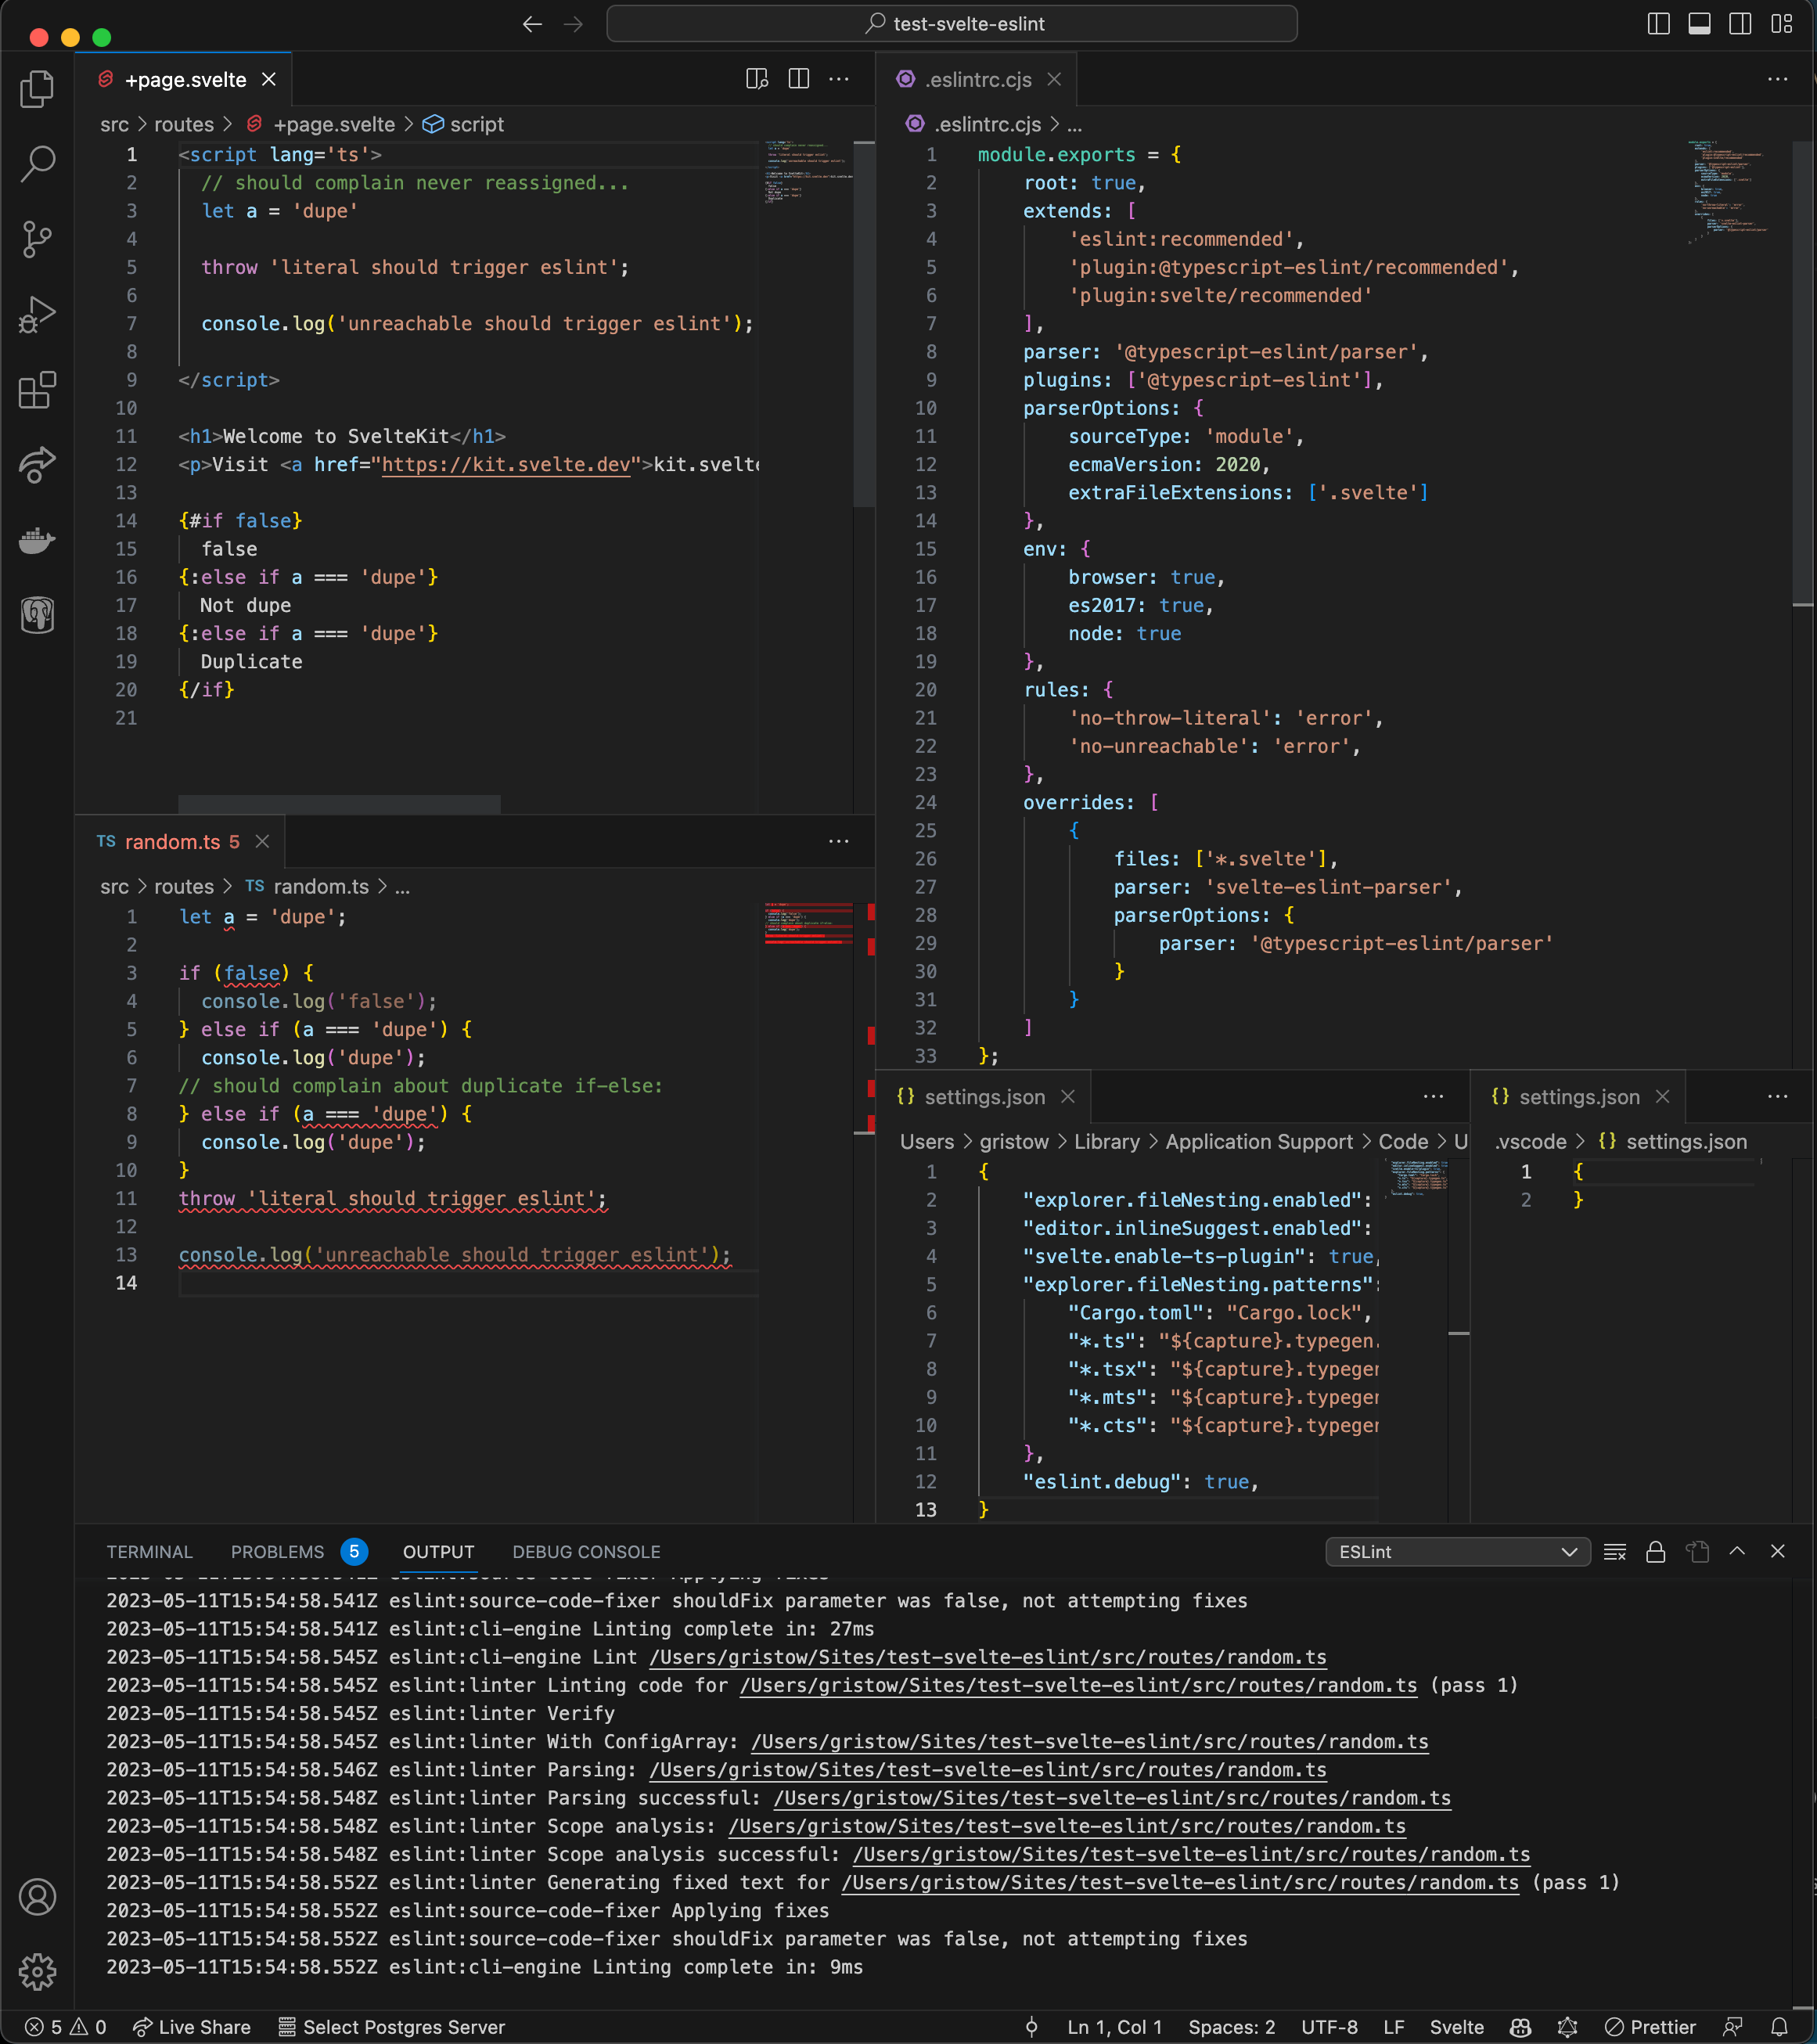 test-svelte-eslint
+page.svelte
src > routes > +page.svelte > script
1 <script lang='ts'>
2 // should complain never reassigned...
3 let a = 'dupe'
4
5 throw 'literal should trigger eslint';
6
7 console.log('unreachable should trigger eslint');
8
9 </script>
10
11 <h1>Welcome to SvelteKit</h1>
12 <p>Visit <a href="https://kit.svelte.dev">kit.svelte
13
14 {#if false}
15 false
16 {:else if a === 'dupe'}
17 Not dupe
18 {:else if a === 'dupe'}
19 Duplicate
20 {/if}
21
TS random.ts 5
src > routes > TS random.ts > ...
1 let a = 'dupe';
2
3 if (false) {
4 console.log('false');
5 } else if (a === 'dupe') {
6 console.log('dupe');
7 // should complain about duplicate if-else:
8 } else if (a === 'dupe') {
9 console.log('dupe');
10 }
11 throw 'literal should trigger eslint';
12
13 console.log('unreachable should trigger eslint');
14
.eslintrc.cjs
.eslintrc.cjs > ...
1 module.exports = {
2 root: true,
3 extends: [
4 'eslint:recommended',
5 'plugin:@typescript-eslint/recommended',
6 'plugin:svelte/recommended'
7 ],
8 parser: '@typescript-eslint/parser',
9 plugins: ['@typescript-eslint'],
10 parserOptions: {
11 sourceType: 'module',
12 ecmaVersion: 2020,
13 extraFileExtensions: ['.svelte']
14 },
15 env: {
16 browser: true,
17 es2017: true,
18 node: true
19 },
20 rules: {
21 'no-throw-literal': 'error',
22 'no-unreachable': 'error',
23 },
24 overrides: [
25 {
26 files: ['*.svelte'],
27 parser: 'svelte-eslint-parser',
28 parserOptions: {
29 parser: '@typescript-eslint/parser'
30 }
31 }
32 ]
33 };
{} settings.json
Users > gristow > Library > Application Support > Code > U
1 {
2 "explorer.fileNesting.enabled":
3 "editor.inlineSuggest.enabled":
4 "svelte.enable-ts-plugin": true,
5 "explorer.fileNesting.patterns":
6 "Cargo.toml": "Cargo.lock",
7 "*.ts": "${capture}.typegen.
8 "*.tsx": "${capture}.typegen
9 "*.mts": "${capture}.typegen
10 "*.cts": "${capture}.typegen
11 },
12 "eslint.debug": true,
13 }
{} settings.json
.vscode > {} settings.json
1 {
2 }
TERMINAL PROBLEMS 5 OUTPUT DEBUG CONSOLE ESLint
2023-05-11T15:54:58.541Z eslint:source-code-fixer Applying fixes
2023-05-11T15:54:58.541Z eslint:source-code-fixer shouldFix parameter was false, not attempting fixes
2023-05-11T15:54:58.541Z eslint:cli-engine Linting complete in: 27ms
2023-05-11T15:54:58.545Z eslint:cli-engine Lint /Users/gristow/Sites/test-svelte-eslint/src/routes/random.ts
2023-05-11T15:54:58.545Z eslint:linter Linting code for /Users/gristow/Sites/test-svelte-eslint/src/routes/random.ts (pass 1)
2023-05-11T15:54:58.545Z eslint:linter Verify
2023-05-11T15:54:58.545Z eslint:linter With ConfigArray: /Users/gristow/Sites/test-svelte-eslint/src/routes/random.ts
2023-05-11T15:54:58.546Z eslint:linter Parsing: /Users/gristow/Sites/test-svelte-eslint/src/routes/random.ts
2023-05-11T15:54:58.548Z eslint:linter Parsing successful: /Users/gristow/Sites/test-svelte-eslint/src/routes/random.ts
2023-05-11T15:54:58.548Z eslint:linter Scope analysis: /Users/gristow/Sites/test-svelte-eslint/src/routes/random.ts
2023-05-11T15:54:58.548Z eslint:linter Scope analysis successful: /Users/gristow/Sites/test-svelte-eslint/src/routes/random.ts
2023-05-11T15:54:58.552Z eslint:linter Generating fixed text for /Users/gristow/Sites/test-svelte-eslint/src/routes/random.ts (pass 1)
2023-05-11T15:54:58.552Z eslint:source-code-fixer Applying fixes
2023-05-11T15:54:58.552Z eslint:source-code-fixer shouldFix parameter was false, not attempting fixes
2023-05-11T15:54:58.552Z eslint:cli-engine Linting complete in: 9ms
5 0 Live Share Select Postgres Server Ln 1, Col 1 Spaces: 2 UTF-8 LF Svelte Prettier